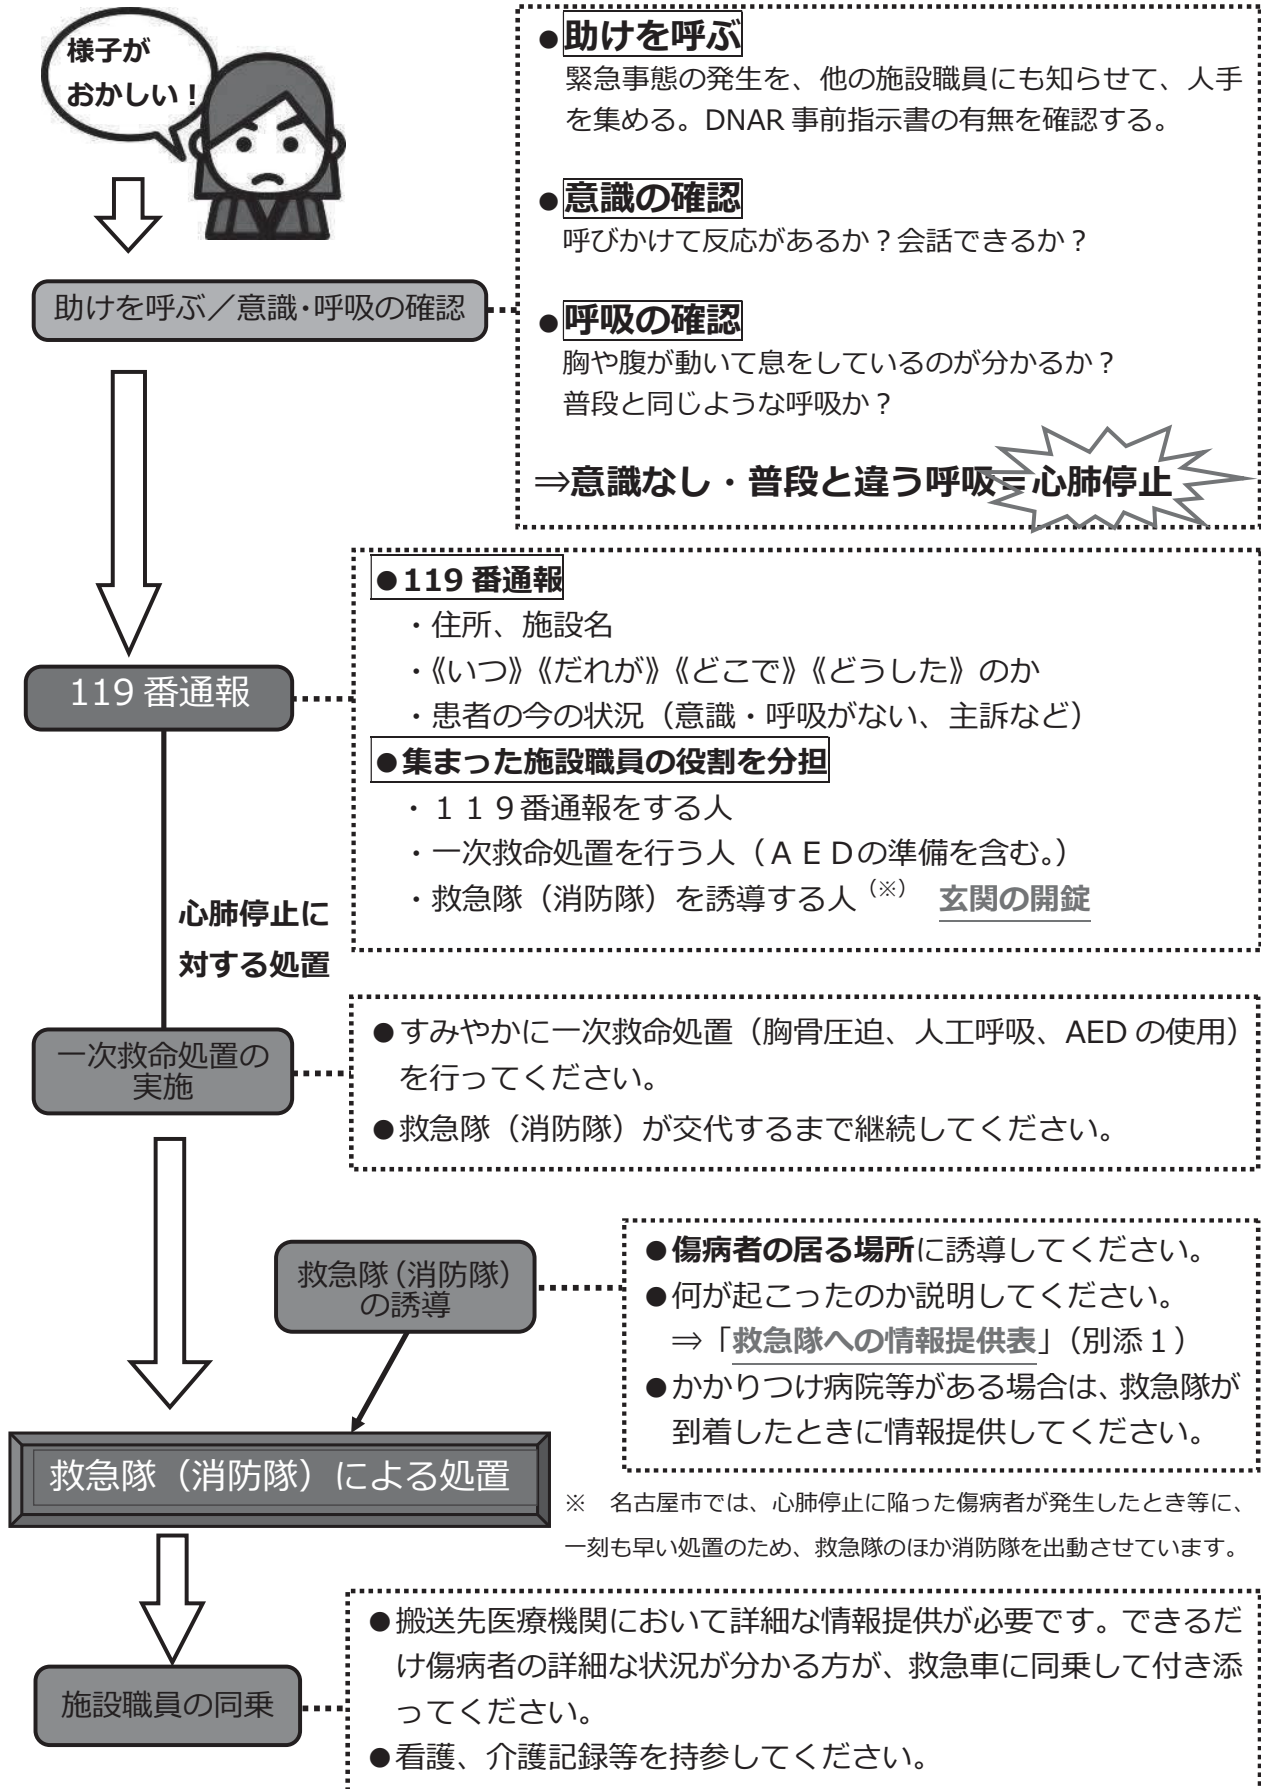 様子が
おかしい！
●助けを呼ぶ
緊急事態の発生を、他の施設職員にも知らせて、人手
を集める。DNAR 事前指示書の有無を確認する。
●意識の確認
呼びかけて反応があるか？会話できるか？
助けを呼ぶ／意識・呼吸の確認
●呼吸の確認
胸や腹が動いて息をしているのが分かるか？
普段と同じような呼吸か？
⇒意識なし・普段と違う呼吸＝心肺停止
119 番通報
●119 番通報
・住所、施設名
・《いつ》《だれが》《どこで》《どうした》のか
・患者の今の状況（意識・呼吸がない、主訴など）
●集まった施設職員の役割を分担
・１１９番通報をする人
・一次救命処置を行う人（ＡＥＤの準備を含む。）
・救急隊（消防隊）を誘導する人（※）　玄関の開錠
心肺停止に
対する処置
一次救命処置の
実施
●すみやかに一次救命処置（胸骨圧迫、人工呼吸、AED の使用）
を行ってください。
●救急隊（消防隊）が交代するまで継続してください。
救急隊（消防隊）
の誘導
●傷病者の居る場所に誘導してください。
●何が起こったのか説明してください。
⇒「救急隊への情報提供表」（別添１）
●かかりつけ病院等がある場合は、救急隊が
到着したときに情報提供してください。
救急隊（消防隊）による処置
※　名古屋市では、心肺停止に陥った傷病者が発生したとき等に、
一刻も早い処置のため、救急隊のほか消防隊を出動させています。
施設職員の同乗
●搬送先医療機関において詳細な情報提供が必要です。できるだ
け傷病者の詳細な状況が分かる方が、救急車に同乗して付き添
ってください。
●看護、介護記録等を持参してください。